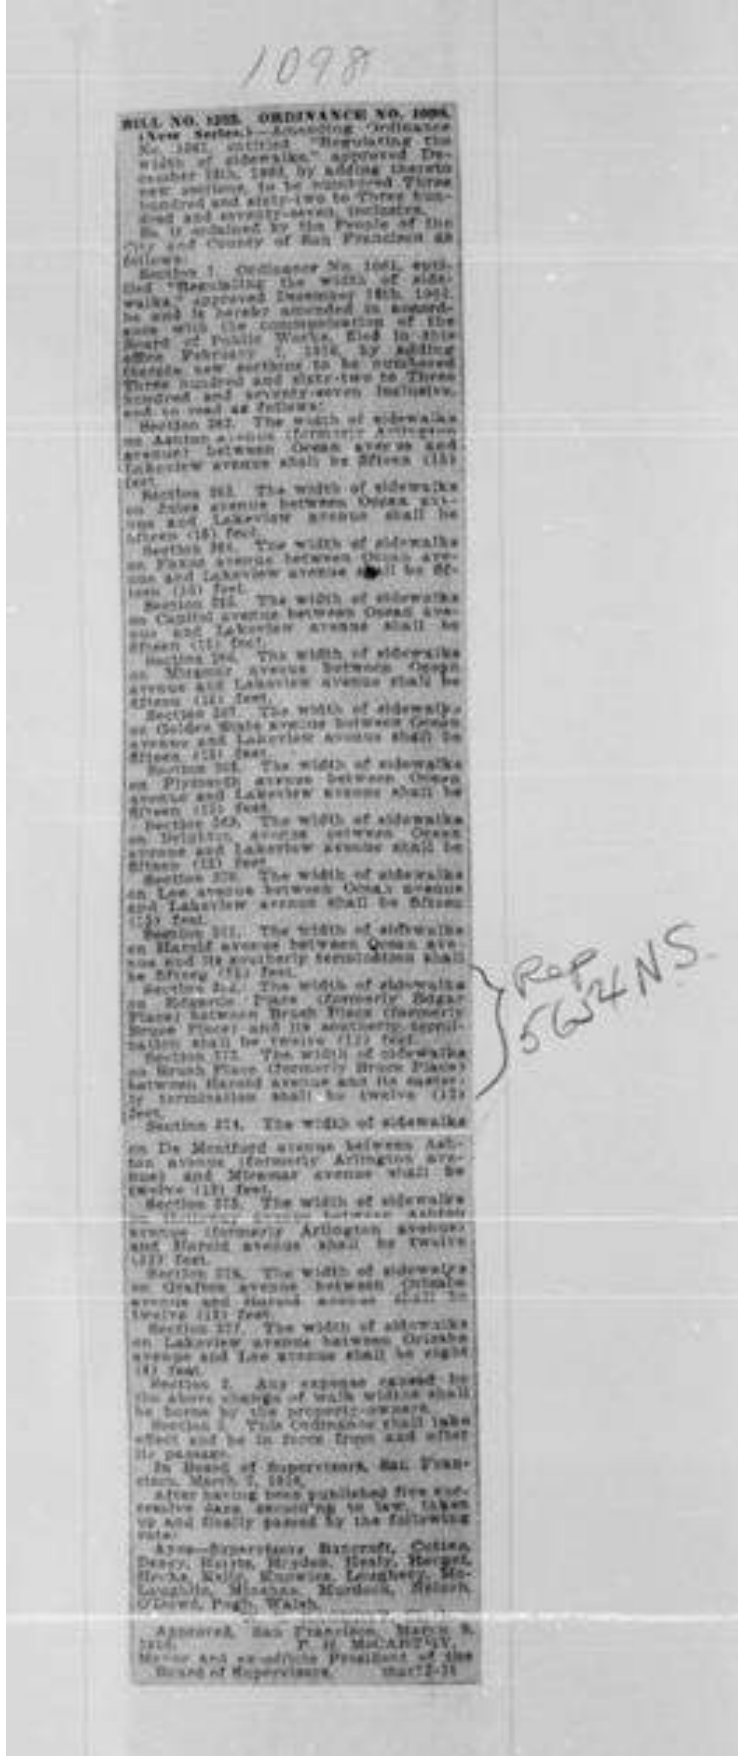 1098
BILL NO. ORDINANCE NO. 1098.
(New Series.)—Amending Ordinance
No. 1061, entitled "Regulating the
width of sidewalks," approved De-
cember 18th, by adding thereto
new sections, to be numbered Three
hundred and sixty-two to Three hun-
dred and seventy-seven, inclusive.
Be it ordained by the People of the
City and County of San Francisco as
follows:
Section 1. Ordinance No. 1061, enti-
tled "Regulating the width of side-
walks," approved December 18th,
be and is hereby amended in accord-
ance with the communication of the
Board of Public Works, filed in this
office February 7, 1910, by adding
thereto new sections to be numbered
Three hundred and sixty-two to Three
hundred and seventy-seven inclusive,
and to read as follows:
Section 362. The width of sidewalks
on Ashton avenue (formerly Arlington
avenue) between Ocean avenue and
Lakeview avenue shall be fifteen (15)
feet.
Section 363. The width of sidewalks
on Jules avenue between Ocean ave-
nue and Lakeview avenue shall be
fifteen (15) feet.
Section 364. The width of sidewalks
on Faxon avenue between Ocean ave-
nue and Lakeview avenue shall be fif-
teen (15) feet.
Section 365. The width of sidewalks
on Capitol avenue between Ocean ave-
nue and Lakeview avenue shall be
fifteen (15) feet.
Section 366. The width of sidewalks
on Miramar avenue between Ocean
avenue and Lakeview avenue shall be
fifteen (15) feet.
Section 367. The width of sidewalks
on Golden State avenue between Ocean
avenue and Lakeview avenue shall be
fifteen (15) feet.
Section 368. The width of sidewalks
on Plymouth avenue between Ocean
avenue and Lakeview avenue shall be
fifteen (15) feet.
Section 369. The width of sidewalks
on Brighton avenue between Ocean
avenue and Lakeview avenue shall be
fifteen (15) feet.
Section 370. The width of sidewalks
on Lee avenue between Ocean avenue
and Lakeview avenue shall be fifteen
(15) feet.
Section 371. The width of sidewalks
on Harold avenue between Ocean ave-
nue and its southerly termination shall
be fifteen (15) feet.
Section 372. The width of sidewalks
on Edgardo Place (formerly Edgar
Place) between Brush Place (formerly
Bruce Place) and its southerly termi-
nation shall be twelve (12) feet.
Section 373. The width of sidewalks
on Brush Place (formerly Bruce Place)
between Harold avenue and its easter-
ly termination shall be twelve (12)
feet.
Rep
5654 N.S.
Section 374. The width of sidewalks
on De Montford avenue between Ash-
ton avenue (formerly Arlington ave-
nue) and Miramar avenue shall be
twelve (12) feet.
Section 375. The width of sidewalks
on Holloway avenue between Ashton
avenue (formerly Arlington avenue)
and Harold avenue shall be twelve
(12) feet.
Section 376. The width of sidewalks
on Grafton avenue between Orizaba
avenue and Harold avenue shall be
twelve (12) feet.
Section 377. The width of sidewalks
on Lakeview avenue between Orizaba
avenue and Lee avenue shall be eight
(8) feet.
Section 2. Any expense caused by
the above change of walk widths shall
be borne by the property-owners.
Section 3. This Ordinance shall take
effect and be in force from and after
its passage.
In Board of Supervisors, San Fran-
cisco, March 7, 1910.
After having been published five suc-
cessive days, according to law, taken
up and finally passed by the following
vote:
Ayes—Supervisors Bancroft, Cutten,
Deasy, Hayden, Healy, Herget,
Hocks, Kelly, Knowles, Loughery, Mc-
Laughlin, Minehan, Murdock, Nelson,
O'Dowd, Pugh, Walsh.
Approved, San Francisco, March 9,
1910. P. H. McCARTHY,
Mayor and ex-officio President of the
Board of Supervisors.